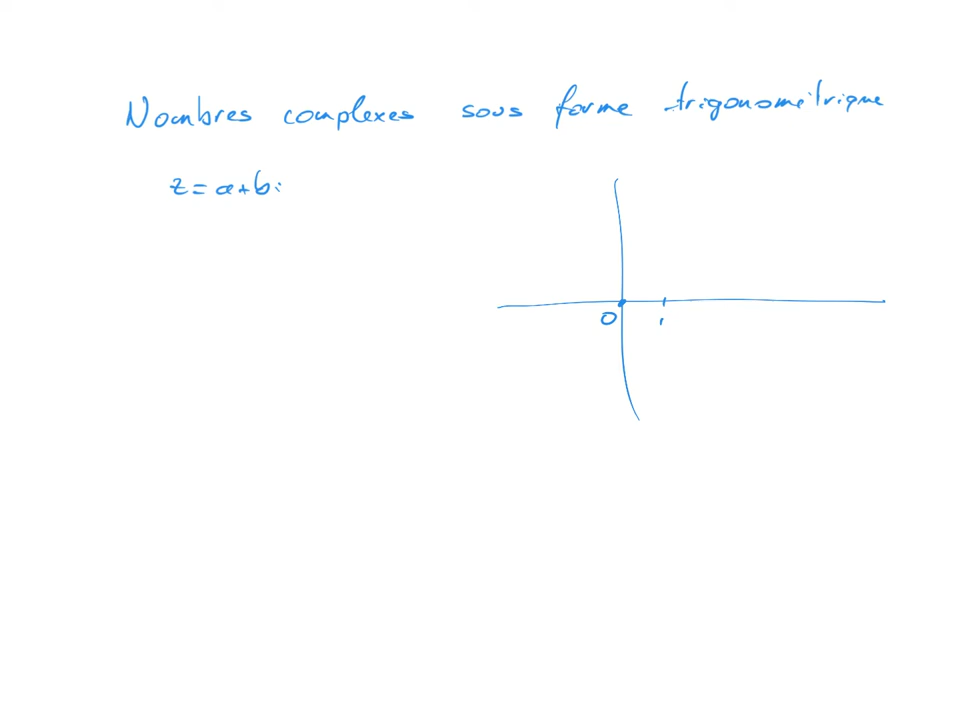 Nombres complexes sous forme trigonométrique
z = a + bi
0 1